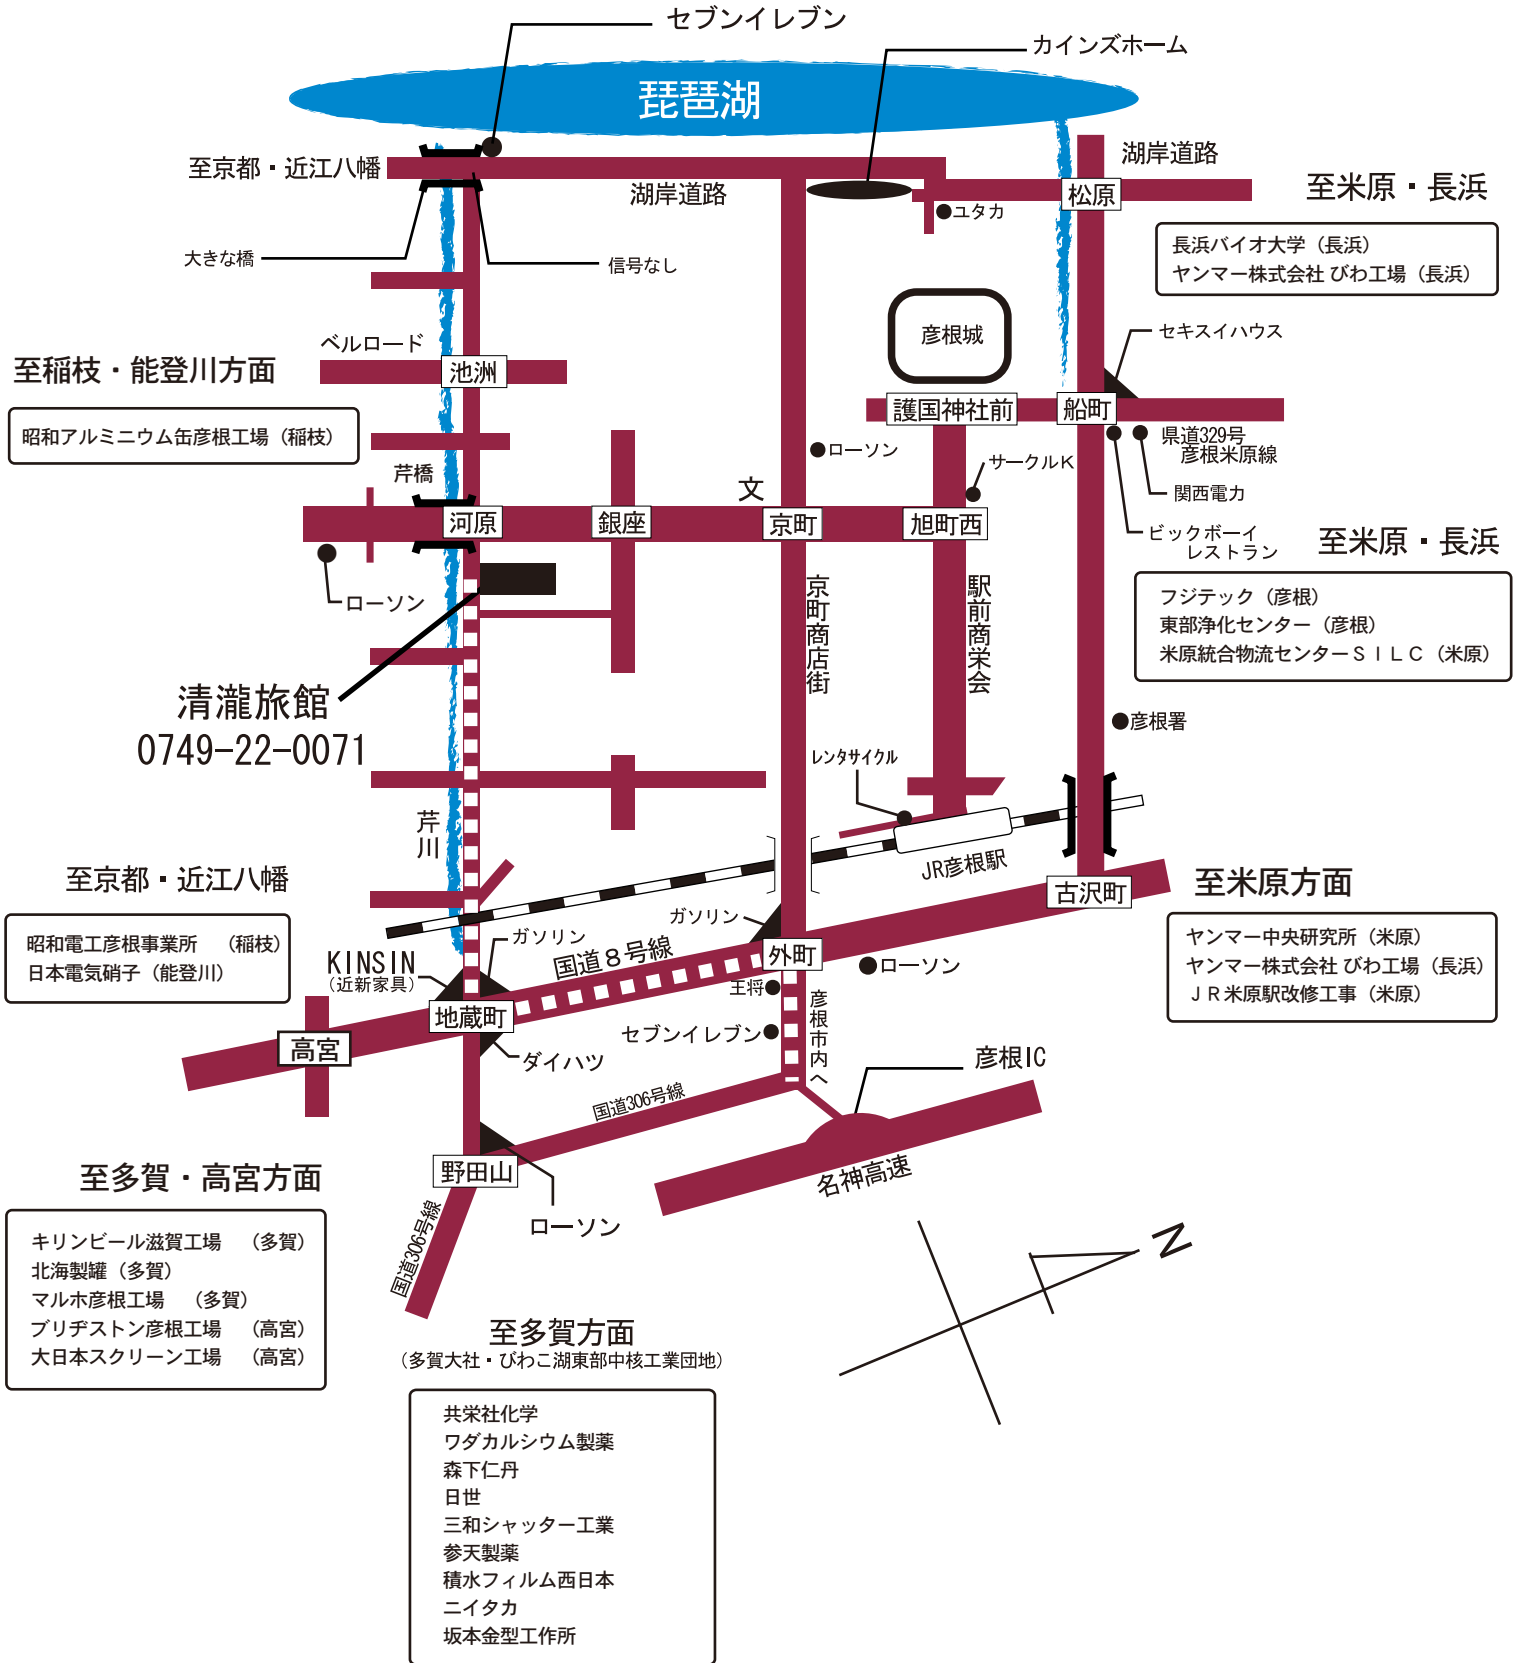 セブンイレブン
カインズホーム
琵琶湖
至京都・近江八幡
湖岸道路
湖岸道路
松原
至米原・長浜
ユタカ
長浜バイオ大学（長浜）
ヤンマー株式会社 びわ工場（長浜）
大きな橋
信号なし
彦根城
セキスイハウス
ベルロード
至稲枝・能登川方面
池洲
護国神社前
船町
昭和アルミニウム缶彦根工場（稲枝）
ローソン
県道329号
彦根米原線
サークルK
芹橋
文
関西電力
河原
銀座
京町
旭町西
ビックボーイ
レストラン
至米原・長浜
ローソン
京町商店街
駅前商栄会
フジテック（彦根）
東部浄化センター（彦根）
米原統合物流センターＳＩＬＣ（米原）
清瀧旅館
0749-22-0071
彦根署
レンタサイクル
芹川
JR彦根駅
至京都・近江八幡
古沢町
至米原方面
昭和電工彦根事業所　（稲枝）
日本電気硝子（能登川）
ガソリン
ガソリン
国道８号線
外町
ローソン
KINSIN
（近新家具）
ヤンマー中央研究所（米原）
ヤンマー株式会社 びわ工場（長浜）
ＪＲ米原駅改修工事（米原）
王将
彦根市内へ
地蔵町
セブンイレブン
高宮
ダイハツ
彦根IC
国道306号線
野田山
名神高速
至多賀・高宮方面
ローソン
国道306号線
キリンビール滋賀工場　（多賀）
北海製罐（多賀）
マルホ彦根工場　（多賀）
ブリヂストン彦根工場　（高宮）
大日本スクリーン工場　（高宮）
N
至多賀方面
（多賀大社・びわこ湖東部中核工業団地）
共栄社化学
ワダカルシウム製薬
森下仁丹
日世
三和シャッター工業
参天製薬
積水フィルム西日本
ニイタカ
坂本金型工作所